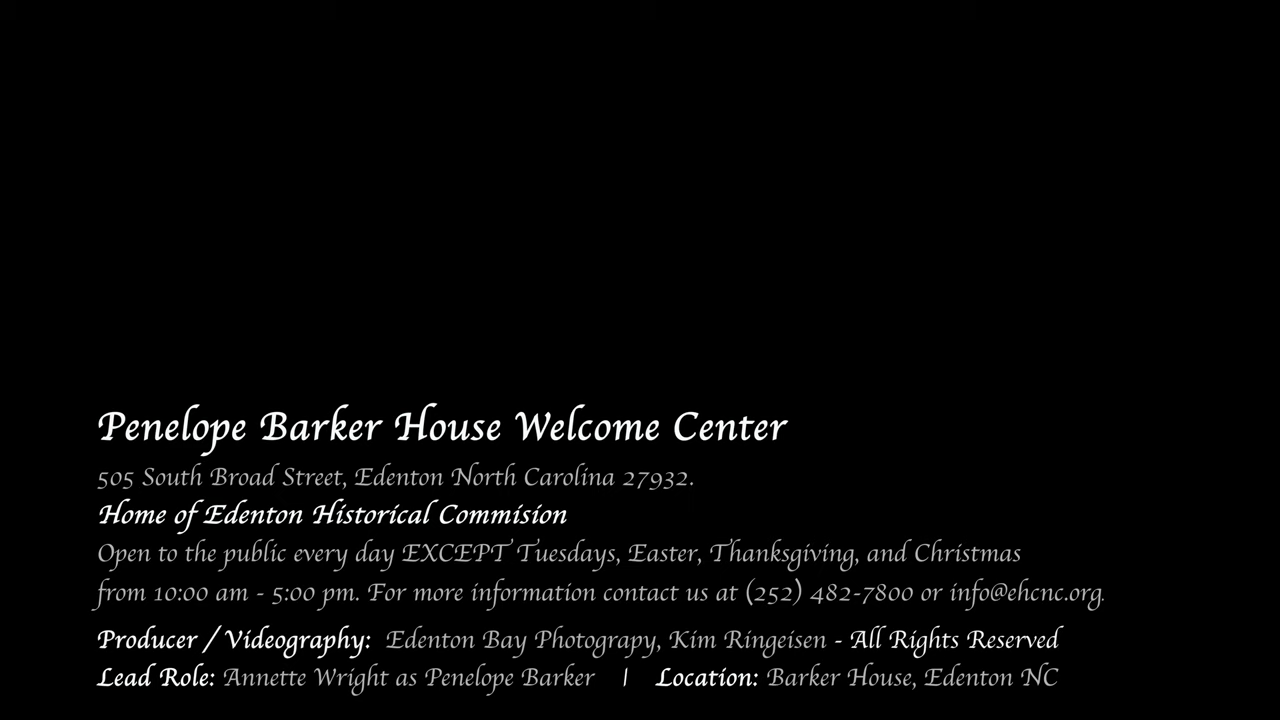 Penelope Barker House Welcome Center
505 South Broad Street, Edenton North Carolina 27932.
Home of Edenton Historical Commision
Open to the public every day EXCEPT Tuesdays, Easter, Thanksgiving, and Christmas
from 10:00 am - 5:00 pm. For more information contact us at (252) 482-7800 or info@ehcnc.org.
Producer / Videography: Edenton Bay Photograpy, Kim Ringeisen - All Rights Reserved
Lead Role: Annette Wright as Penelope Barker | Location: Barker House, Edenton NC